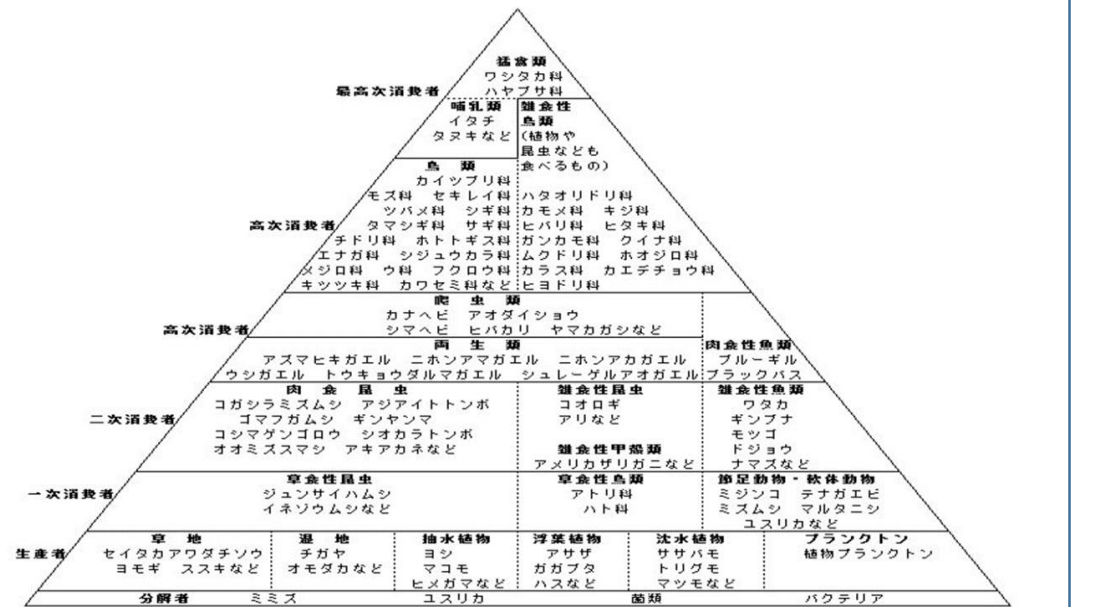 猛禽類
ワシタカ科
最高次消費者 ハヤブサ科
哺乳類 雑食性
イタチ 鳥類
タヌキなど (植物や
昆虫なども
鳥 類 食べるもの)
カイツブリ科
モズ科 セキレイ科 ハタオリドリ科
ツバメ科 シギ科 カモメ科 キジ科
高次消費者 タマシギ科 サギ科 ヒバリ科 ヒタキ科
チドリ科 ホトトギス科 ガンカモ科 クイナ科
エナガ科 シジュウカラ科 ムクドリ科 ホオジロ科
メジロ科 ウ科 フクロウ科 カラス科 カエデチョウ科
キツツキ科 カワセミ科など ヒヨドリ科
爬 虫 類
カナヘビ アオダイショウ
高次消費者 シマヘビ ヒバカリ ヤマカガシなど
両 生 類 肉食性魚類
アズマヒキガエル ニホンアマガエル ニホンアカガエル ブルーギル
ウシガエル トウキョウダルマガエル シュレーゲルアオガエル ブラックバス
肉 食 昆 虫 雑食性昆虫 雑食性魚類
コガシラミズムシ アジアイトトンボ コオロギ ワタカ
二次消費者 ゴマフガムシ ギンヤンマ アリなど ギンブナ
コシマゲンゴロウ シオカラトンボ モツゴ
オオミズスマシ アキアカネなど 雑食性甲殻類 ドジョウ
アメリカザリガニなど ナマズなど
草食性昆虫 草食性鳥類 節足動物・軟体動物
一次消費者 ジュンサイハムシ アトリ科 ミジンコ テナガエビ
イネゾウムシなど ハト科 ミズムシ マルタニシ
ユスリカなど
草 地 湿 地 抽水植物 浮葉植物 沈水植物 プランクトン
生産者 セイタカアワダチソウ チガヤ ヨシ アサザ ササバモ 植物プランクトン
ヨモギ ススキなど オモダカなど マコモ ガガブタ トリゲモ
ヒメガマなど ハスなど マツモなど
分解者 ミミズ ユスリカ 菌類 バクテリア